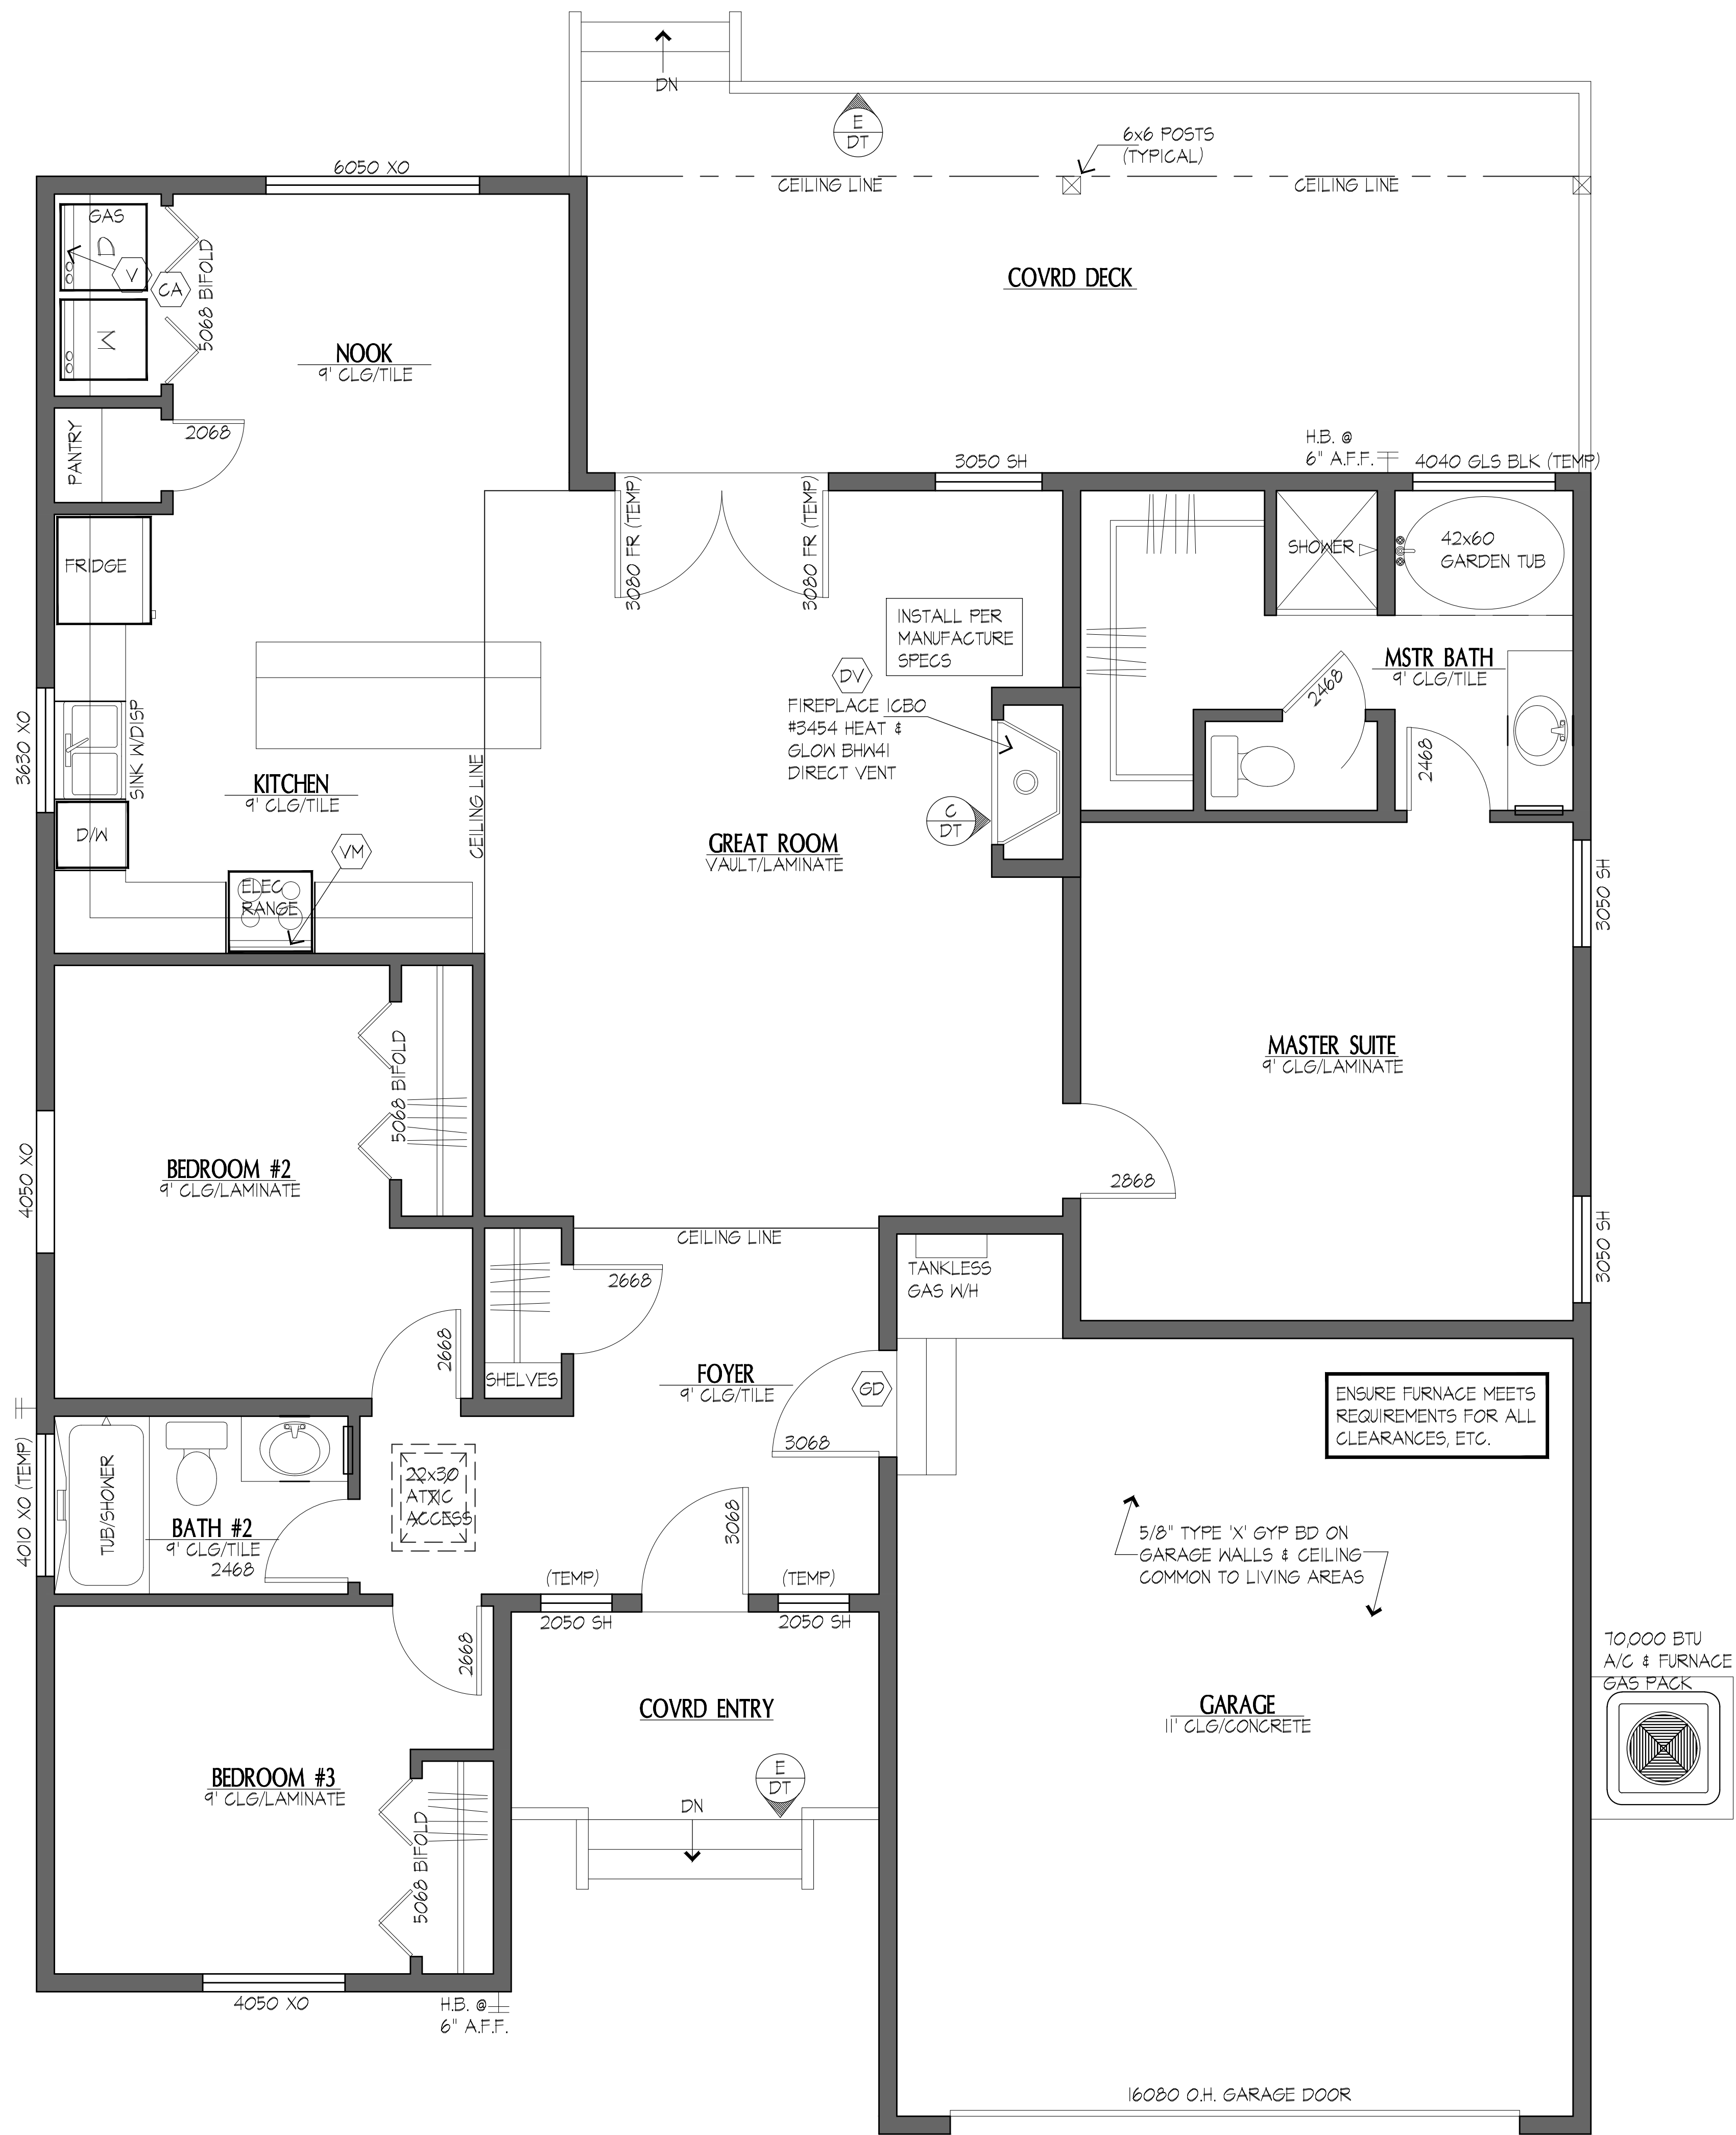 DN
E
DT
6x6 POSTS
(TYPICAL)
6050 XO
CEILING LINE
CEILING LINE
GAS
D
V
CA
5068 BIFOLD
W
COVRD DECK
NOOK
9' CLG/TILE
2068
PANTRY
H.B. @
6" A.F.F.
3050 SH
4040 GLS BLK (TEMP)
3080 FR (TEMP)
3080 FR (TEMP)
FRIDGE
SHOWER
42x60
GARDEN TUB
INSTALL PER
MANUFACTURE
SPECS
MSTR BATH
9' CLG/TILE
DV
2468
FIREPLACE ICBO
#3454 HEAT &
GLOW BHW41
DIRECT VENT
3630 XO
SINK W/DISP
2468
KITCHEN
9' CLG/TILE
CEILING LINE
C
DT
D/W
VM
GREAT ROOM
VAULT/LAMINATE
ELEC
RANGE
3050 SH
MASTER SUITE
9' CLG/LAMINATE
5068 BIFOLD
4050 XO
BEDROOM #2
9' CLG/LAMINATE
2868
CEILING LINE
3050 SH
TANKLESS
GAS W/H
2668
2668
SHELVES
FOYER
9' CLG/TILE
GD
ENSURE FURNACE MEETS
REQUIREMENTS FOR ALL
CLEARANCES, ETC.
3068
4010 XO (TEMP)
TUB/SHOWER
22x30
ATTIC
ACCESS
3068
BATH #2
9' CLG/TILE
2468
5/8" TYPE 'X' GYP BD ON
GARAGE WALLS & CEILING
COMMON TO LIVING AREAS
(TEMP)
(TEMP)
2050 SH
2050 SH
2668
70,000 BTU
A/C & FURNACE
GAS PACK
COVRD ENTRY
GARAGE
11' CLG/CONCRETE
E
DT
BEDROOM #3
9' CLG/LAMINATE
DN
5068 BIFOLD
4050 XO
H.B. @
6" A.F.F.
16080 O.H. GARAGE DOOR